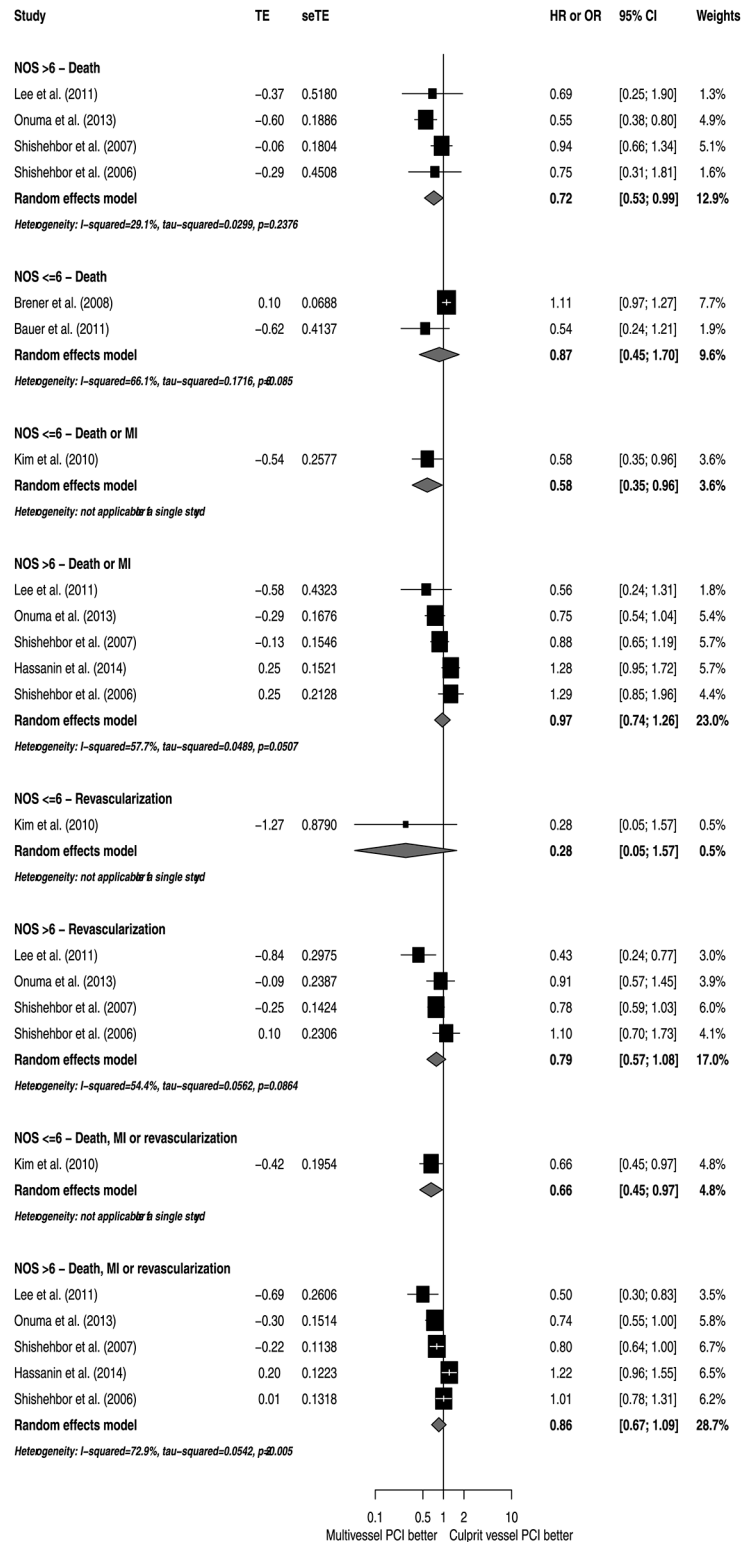 Study TE seTE HR or OR 95% CI Weights
NOS >6 − Death
Lee et al. (2011) −0.37 0.5180 0.69 [0.25; 1.90] 1.3%
Onuma et al. (2013) −0.60 0.1886 0.55 [0.38; 0.80] 4.9%
Shishehbor et al. (2007) −0.06 0.1804 0.94 [0.66; 1.34] 5.1%
Shishehbor et al. (2006) −0.29 0.4508 0.75 [0.31; 1.81] 1.6%
Random effects model 0.72 [0.53; 0.99] 12.9%
Heterogeneity: I−squared=29.1%, tau−squared=0.0299, p=0.2376
NOS <=6 − Death
Brener et al. (2008) 0.10 0.0688 1.11 [0.97; 1.27] 7.7%
Bauer et al. (2011) −0.62 0.4137 0.54 [0.24; 1.21] 1.9%
Random effects model 0.87 [0.45; 1.70] 9.6%
Heterogeneity: I−squared=66.1%, tau−squared=0.1716,
NOS <=6 − Death or MI
Kim et al. (2010) −0.54 0.2577 0.58 [0.35; 0.96] 3.6%
Random effects model 0.58 [0.35; 0.96] 3.6%
Heterogeneity: not applicable for a single study
NOS >6 − Death or MI
Lee et al. (2011) −0.58 0.4323 0.56 [0.24; 1.31] 1.8%
Onuma et al. (2013) −0.29 0.1676 0.75 [0.54; 1.04] 5.4%
Shishehbor et al. (2007) −0.13 0.1546 0.88 [0.65; 1.19] 5.7%
Hassanin et al. (2014) 0.25 0.1521 1.28 [0.95; 1.72] 5.7%
Shishehbor et al. (2006) 0.25 0.2128 1.29 [0.85; 1.96] 4.4%
Random effects model 0.97 [0.74; 1.26] 23.0%
Heterogeneity: I−squared=57.7%, tau−squared=0.0489, p=0.0507
NOS <=6 − Revascularization
Kim et al. (2010) −1.27 0.8790 0.28 [0.05; 1.57] 0.5%
Random effects model 0.28 [0.05; 1.57] 0.5%
Heterogeneity: not applicable for a single study
NOS >6 − Revascularization
Lee et al. (2011) −0.84 0.2975 0.43 [0.24; 0.77] 3.0%
Onuma et al. (2013) −0.09 0.2387 0.91 [0.57; 1.45] 3.9%
Shishehbor et al. (2007) −0.25 0.1424 0.78 [0.59; 1.03] 6.0%
Shishehbor et al. (2006) 0.10 0.2306 1.10 [0.70; 1.73] 4.1%
Random effects model 0.79 [0.57; 1.08] 17.0%
Heterogeneity: I−squared=54.4%, tau−squared=0.0562, p=0.0864
NOS <=6 − Death, MI or revascularization
Kim et al. (2010) −0.42 0.1954 0.66 [0.45; 0.97] 4.8%
Random effects model 0.66 [0.45; 0.97] 4.8%
Heterogeneity: not applicable for a single study
NOS >6 − Death, MI or revascularization
Lee et al. (2011) −0.69 0.2606 0.50 [0.30; 0.83] 3.5%
Onuma et al. (2013) −0.30 0.1514 0.74 [0.55; 1.00] 5.8%
Shishehbor et al. (2007) −0.22 0.1138 0.80 [0.64; 1.00] 6.7%
Hassanin et al. (2014) 0.20 0.1223 1.22 [0.96; 1.55] 6.5%
Shishehbor et al. (2006) 0.01 0.1318 1.01 [0.78; 1.31] 6.2%
Random effects model 0.86 [0.67; 1.09] 28.7%
Heterogeneity: I−squared=72.9%, tau−squared=0.0542,
0.1 0.5 1 2 10
Multivessel PCI better Culprit vessel PCI better